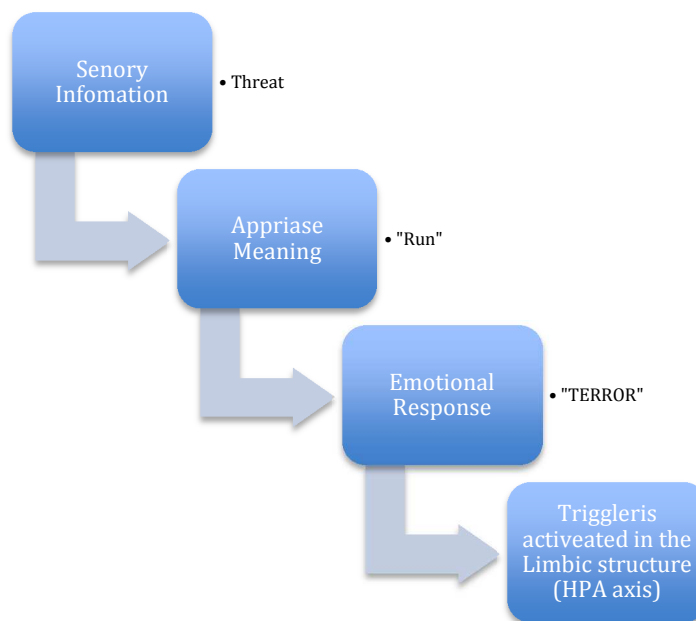 Senory
Infomation
• Threat
Appriase
Meaning
• "Run"
Emotional
Response
• "TERROR"
Triggleris
activeated in the
Limbic structure
(HPA axis)